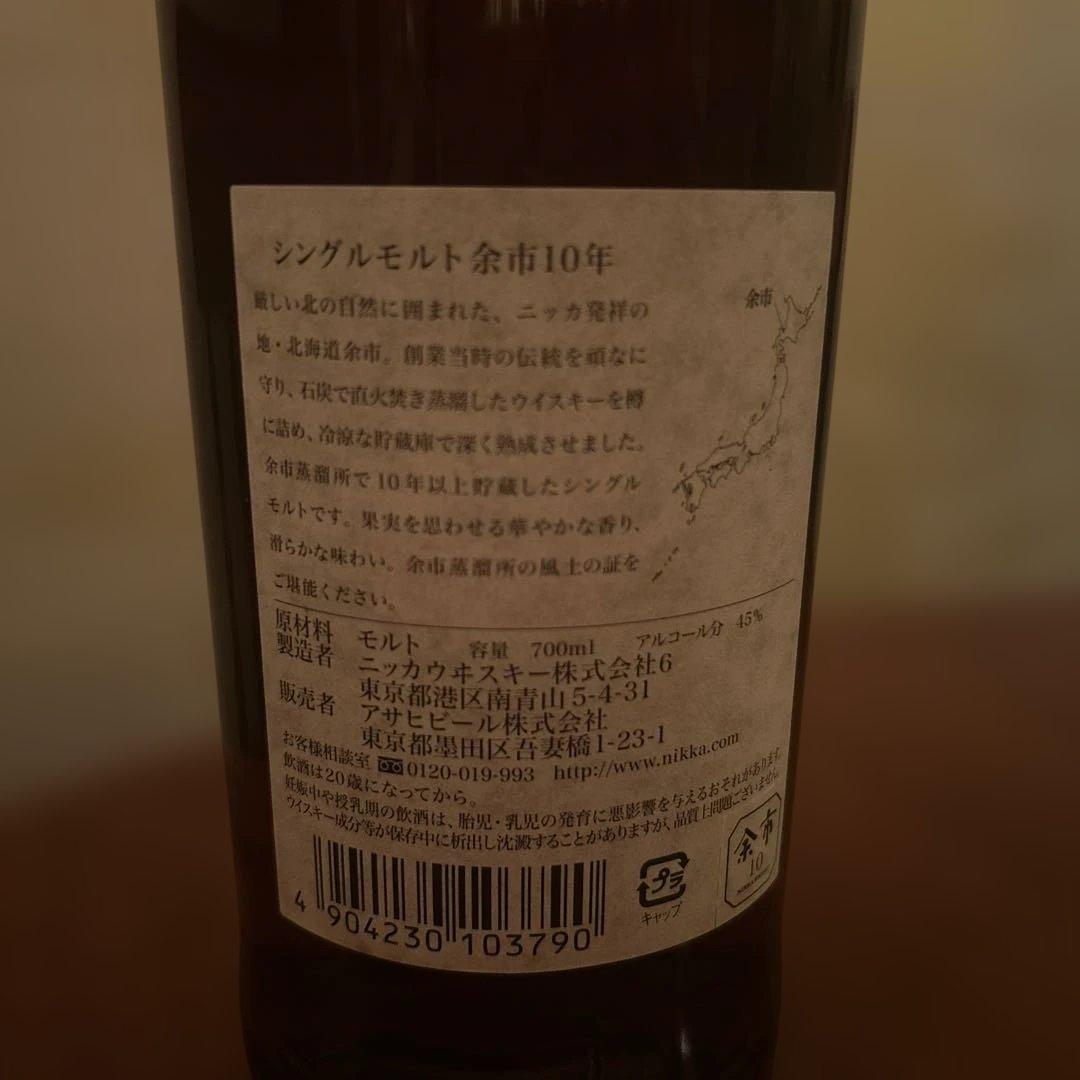 シングルモルト余市10年
厳しい北の自然に囲まれた、ニッカ発祥の
地・北海道余市。創業当時の伝統を頑なに
守り、石炭で直火焚き蒸溜したウイスキーを樽
に詰め、冷涼な貯蔵庫で深く熟成させました。
余市蒸溜所で10年以上貯蔵したシングル
モルトです。果実を思わせる華やかな香り、
滑らかな味わい。余市蒸溜所の風土の証を
ご堪能ください。
余市
原材料 モルト 容量 700ml アルコール分 45%
製造者 ニッカウヰスキー株式会社6
東京都港区南青山5-4-31
販売者 アサヒビール株式会社
東京都墨田区吾妻橋1-23-1
お客様相談室 0120-019-993 http://www.nikka.com
飲酒は20歳になってから。
妊娠中や授乳期の飲酒は、胎児・乳児の発育に悪影響を与えるおそれがあります。
ウイスキー成分等が保存中に析出し沈澱することがありますが、品質上問題ございません。
4 904230 103790
プラ
キャップ
余市
10